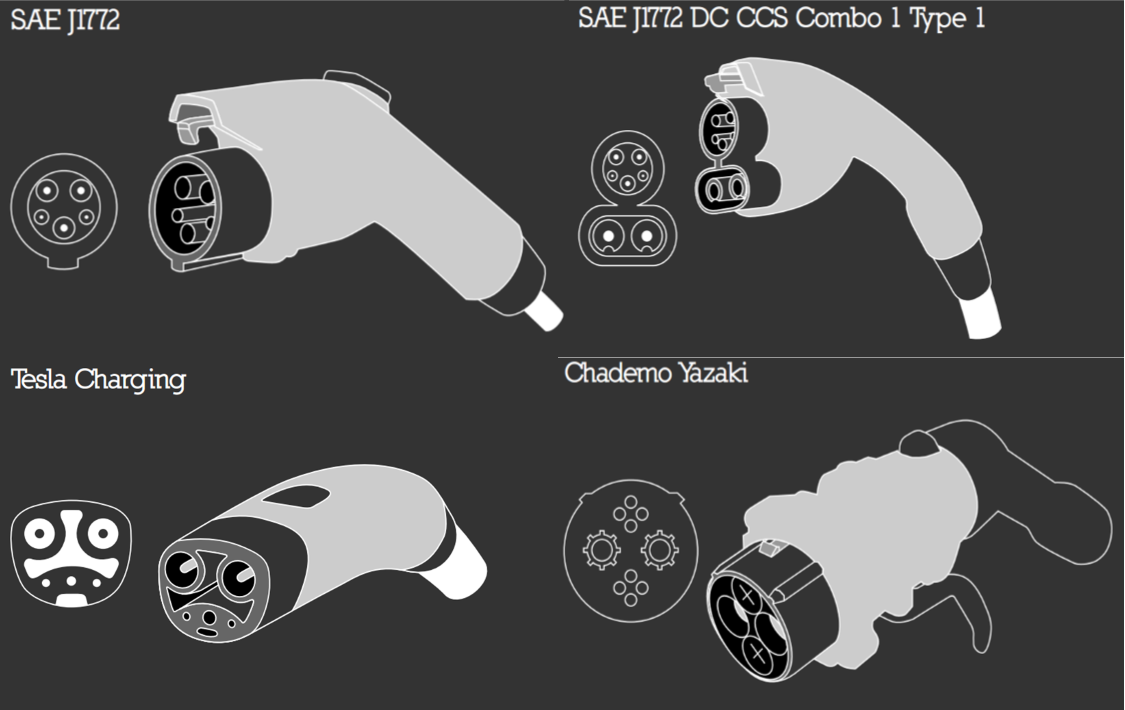 SAE J1772
SAE J1772 DC CCS Combo 1 Type 1
Tesla Charging
Chademo Yazaki